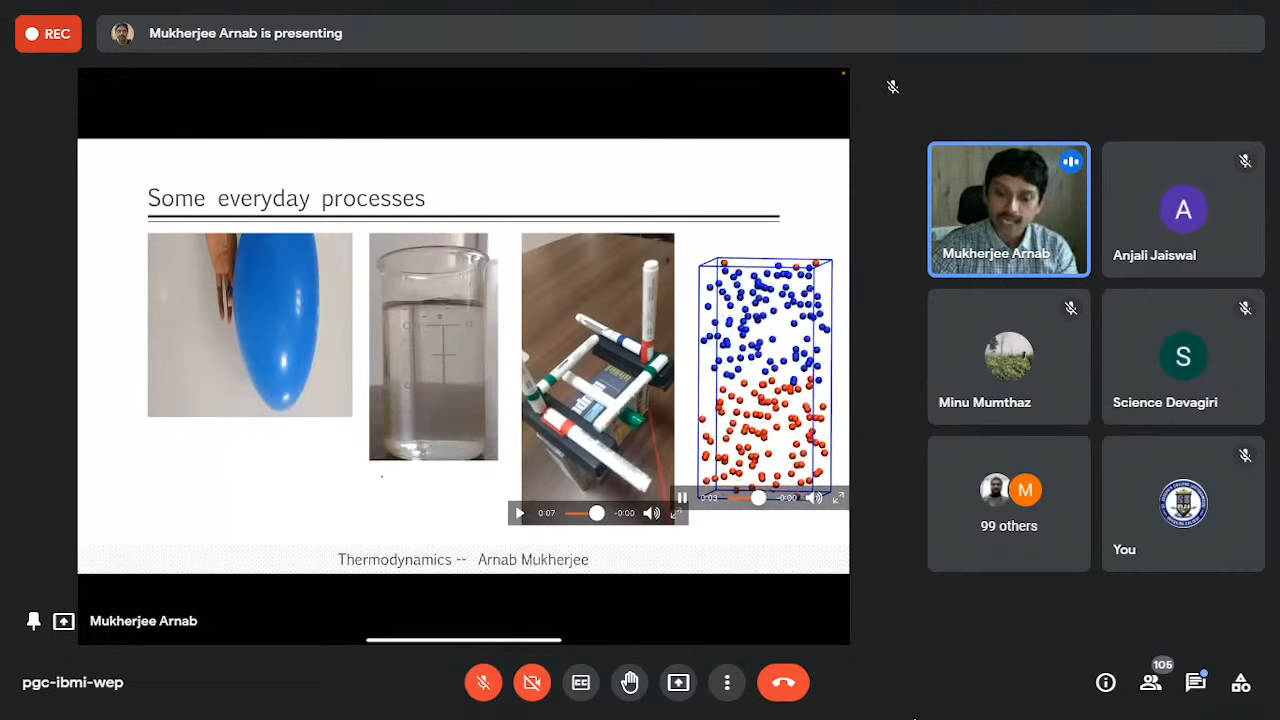 REC
Mukherjee Arnab is presenting
Some everyday processes
0:07
-0:00
0:03
-0:00
Thermodynamics -- Arnab Mukherjee
Mukherjee Arnab
Mukherjee Arnab
A
Anjali Jaiswal
Minu Mumthaz
S
Science Devagiri
M
99 others
You
pgc-ibmi-wep
CC
105